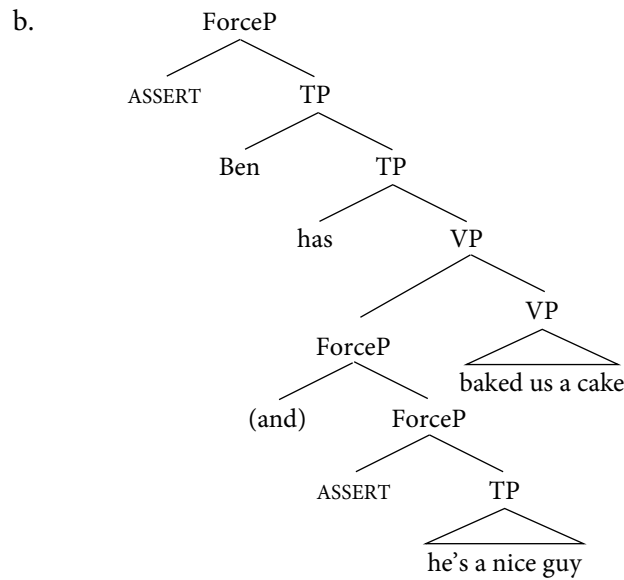 b.
ForceP
ASSERT TP
Ben TP
has VP
VP
ForceP
baked us a cake
(and) ForceP
ASSERT TP
he's a nice guy